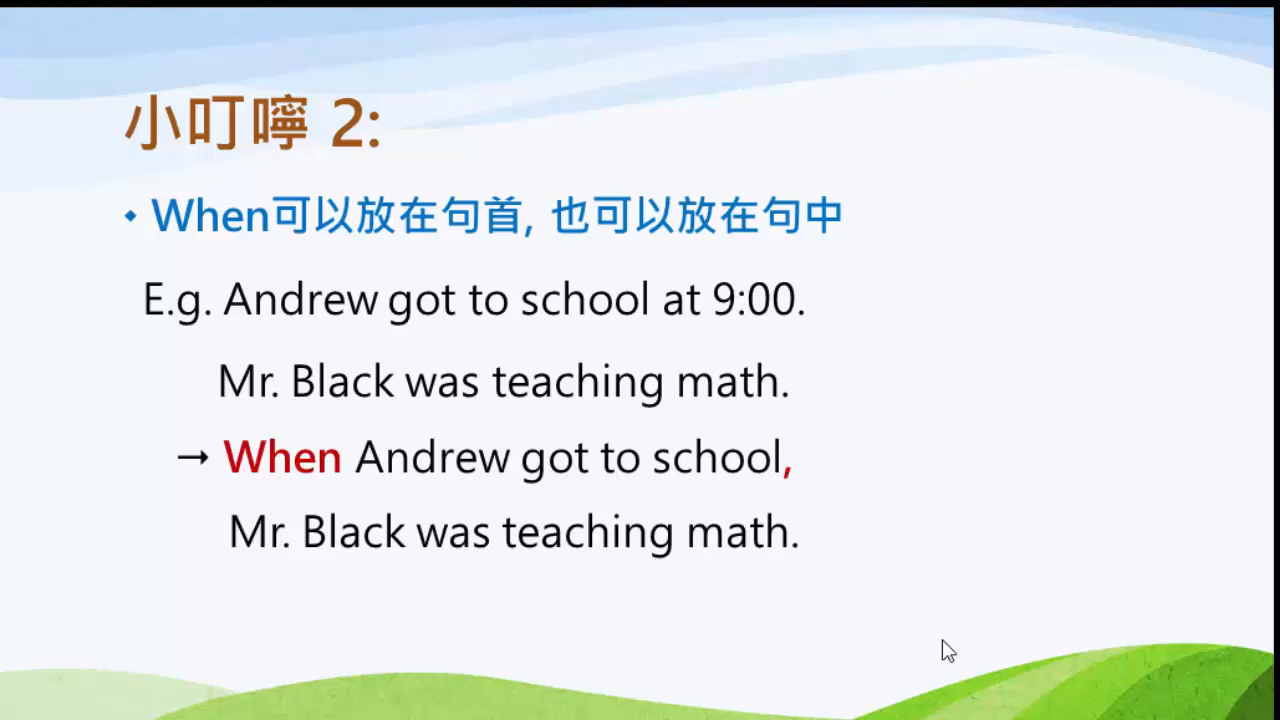 小叮嚀 2:
• When可以放在句首, 也可以放在句中
E.g. Andrew got to school at 9:00.
Mr. Black was teaching math.
→ When Andrew got to school,
Mr. Black was teaching math.